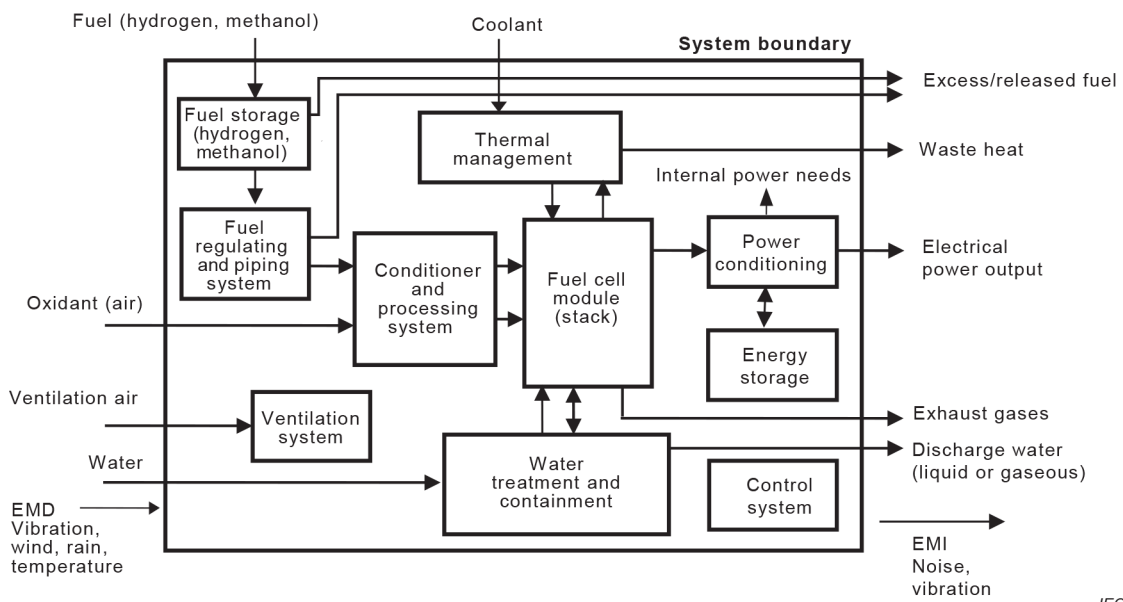 Fuel (hydrogen, methanol)
Coolant
System boundary
Fuel storage
(hydrogen,
methanol)
Excess/released fuel
Thermal
management
Waste heat
Internal power needs
Fuel
regulating
and piping
system
Conditioner
and
processing
system
Fuel cell
module
(stack)
Power
conditioning
Electrical
power output
Oxidant (air)
Energy
storage
Ventilation air
Ventilation
system
Exhaust gases
Water
Water
treatment and
containment
Discharge water
(liquid or gaseous)
Control
system
EMD
Vibration,
wind, rain,
temperature
EMI
Noise,
vibration